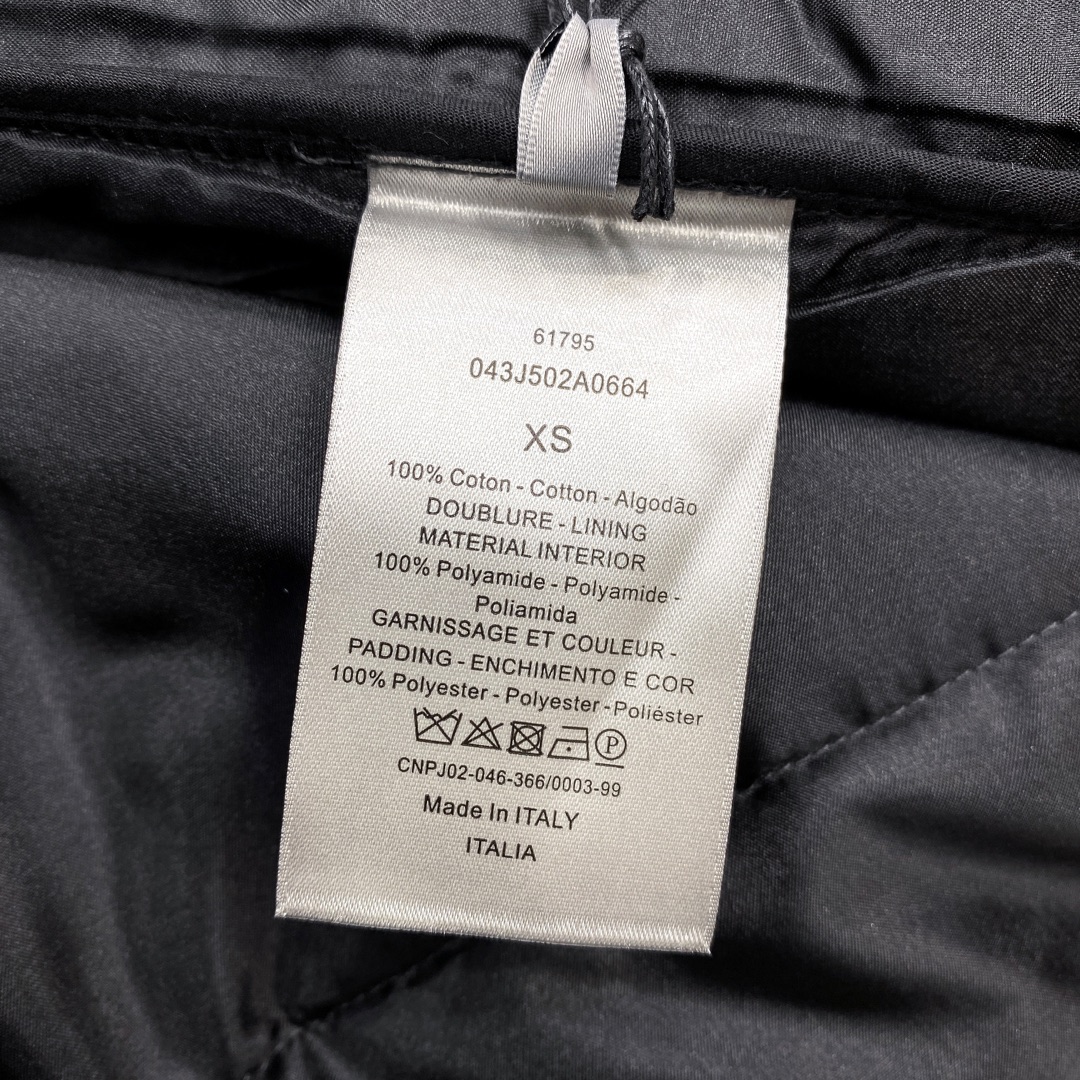 61795
043J502A0664
XS
100% Coton - Cotton - Algodão
DOUBLURE - LINING
MATERIAL INTERIOR
100% Polyamide - Polyamide -
Poliamida
GARNISSAGE ET COULEUR -
PADDING - ENCHIMENTO E COR
100% Polyester - Polyester -Poliéster
P
CNPJ02-046-366/0003-99
Made In ITALY
ITALIA